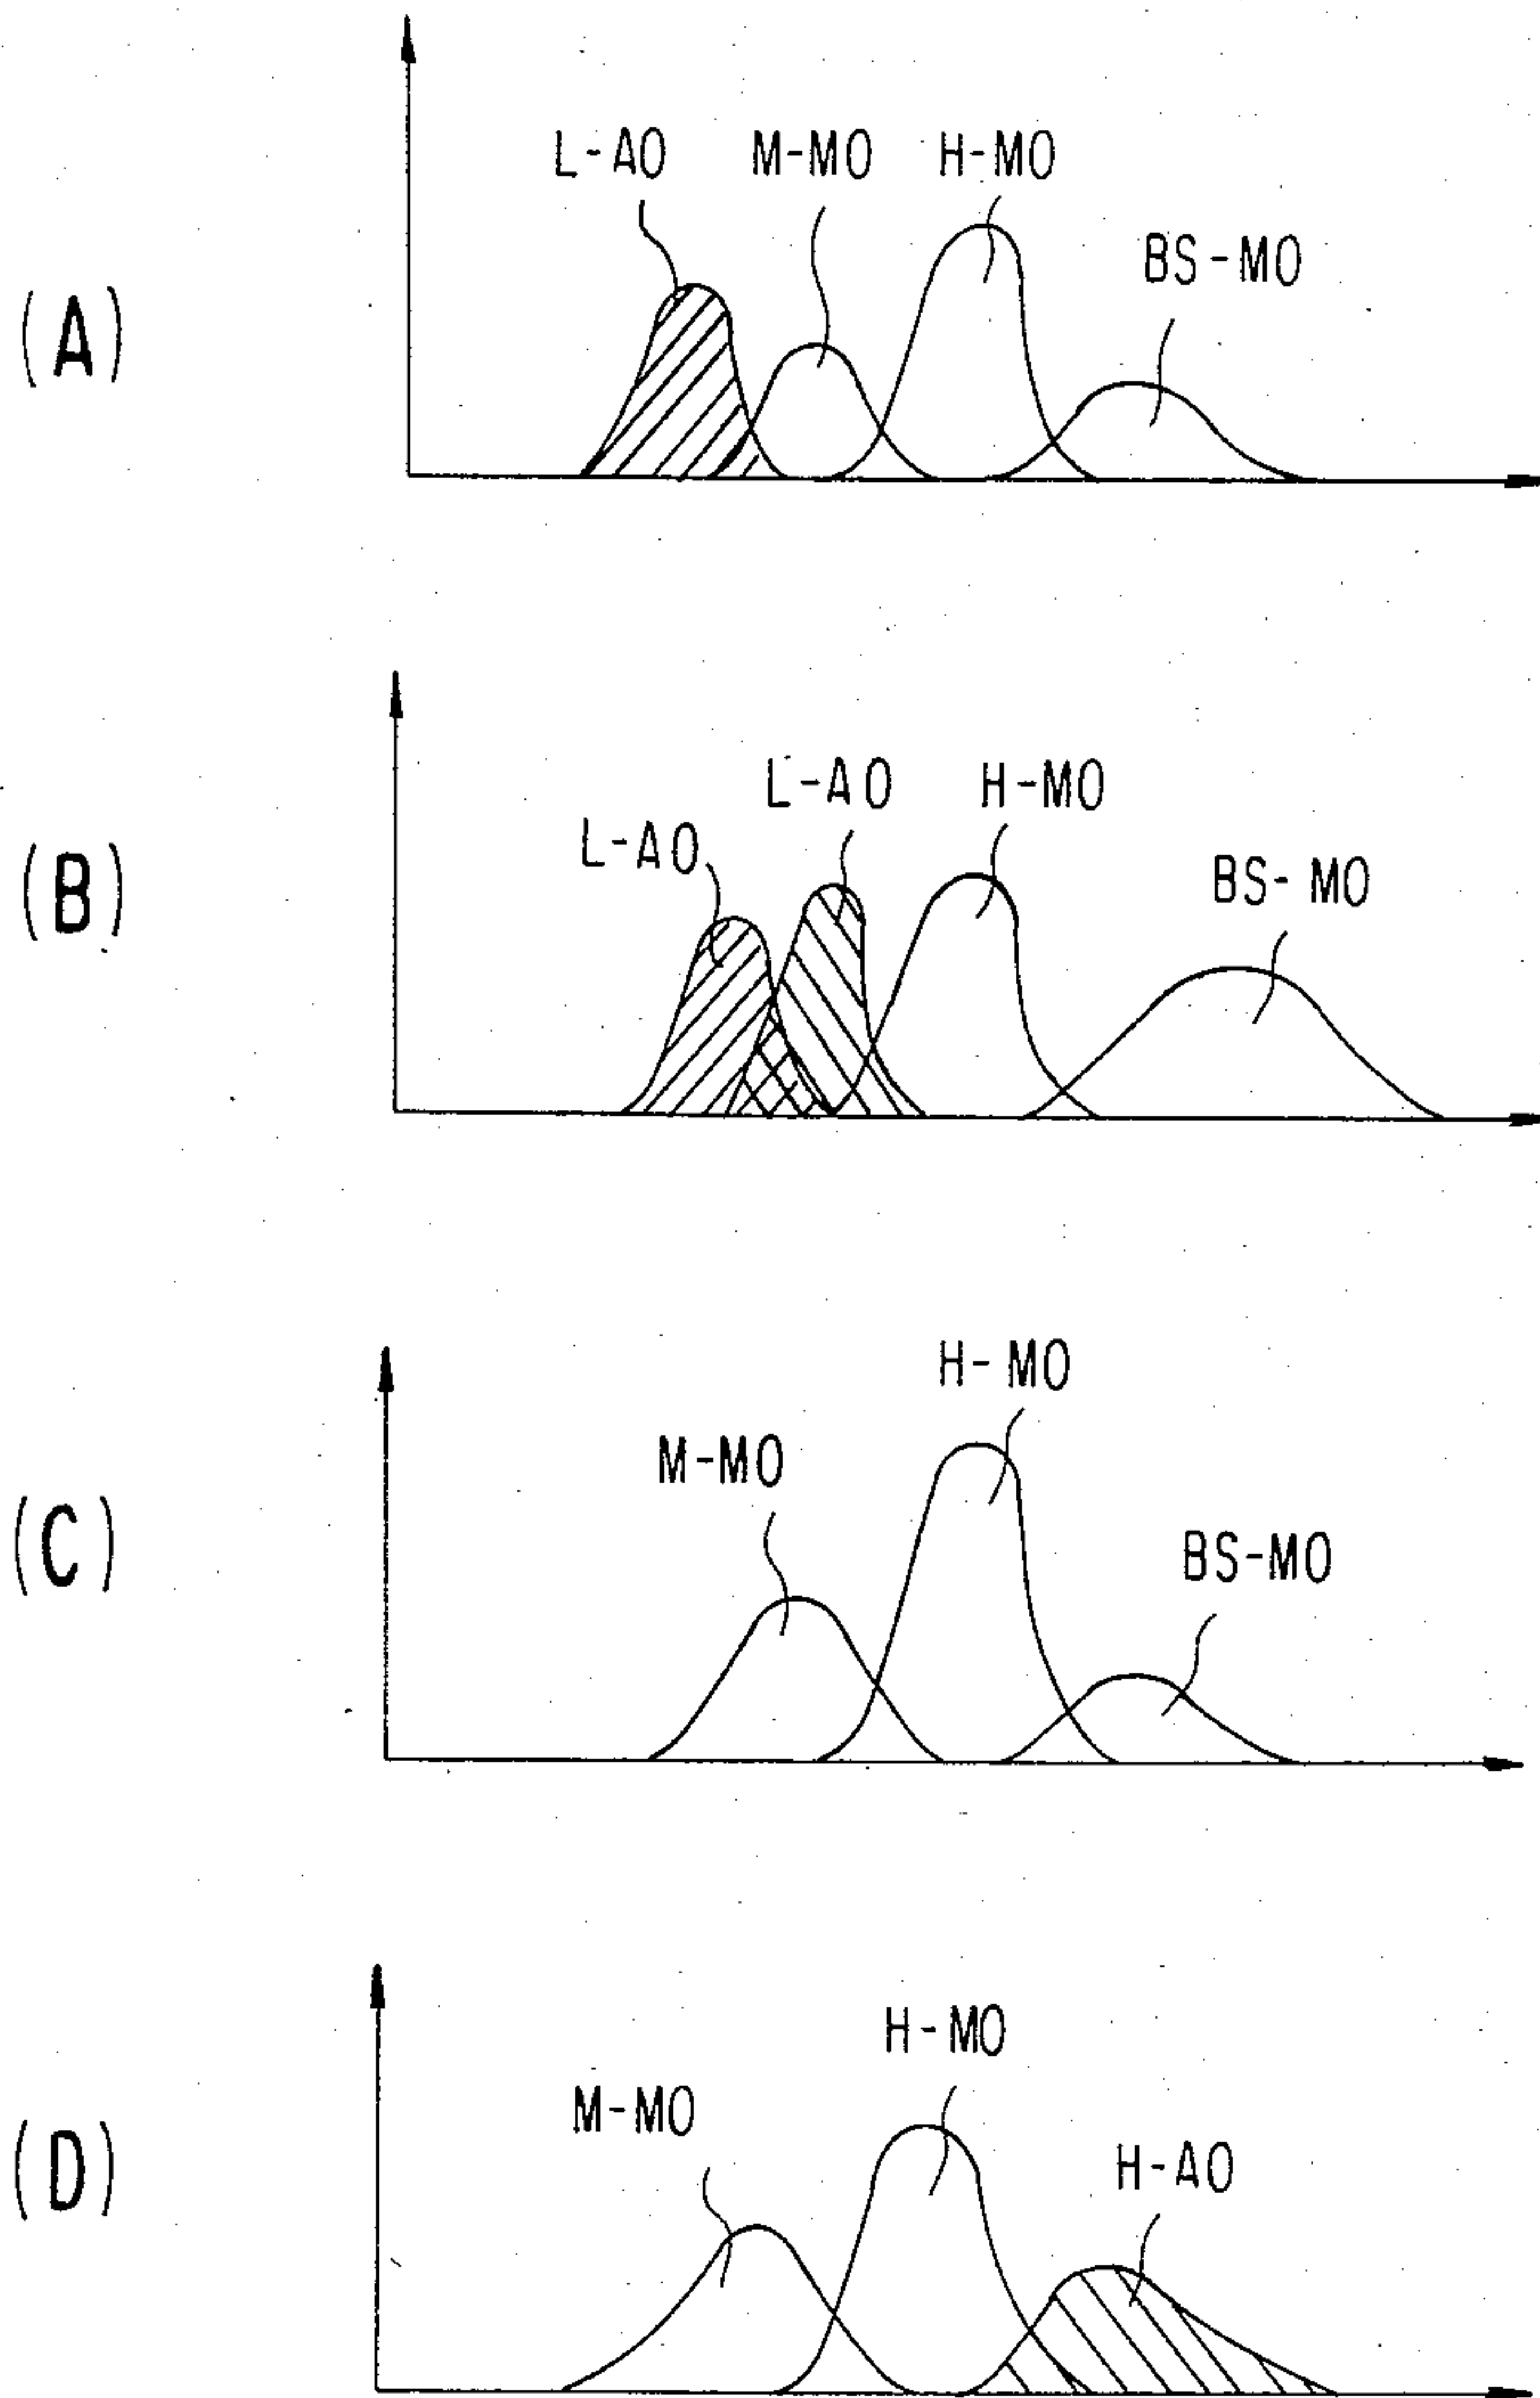 L-AO M-MO H-MO
BS-MO
(A)
L-AO H-MO
L-AO BS-MO
(B)
H-MO
M-MO
BS-MO
(C)
H-MO
M-MO
H-AO
(D)